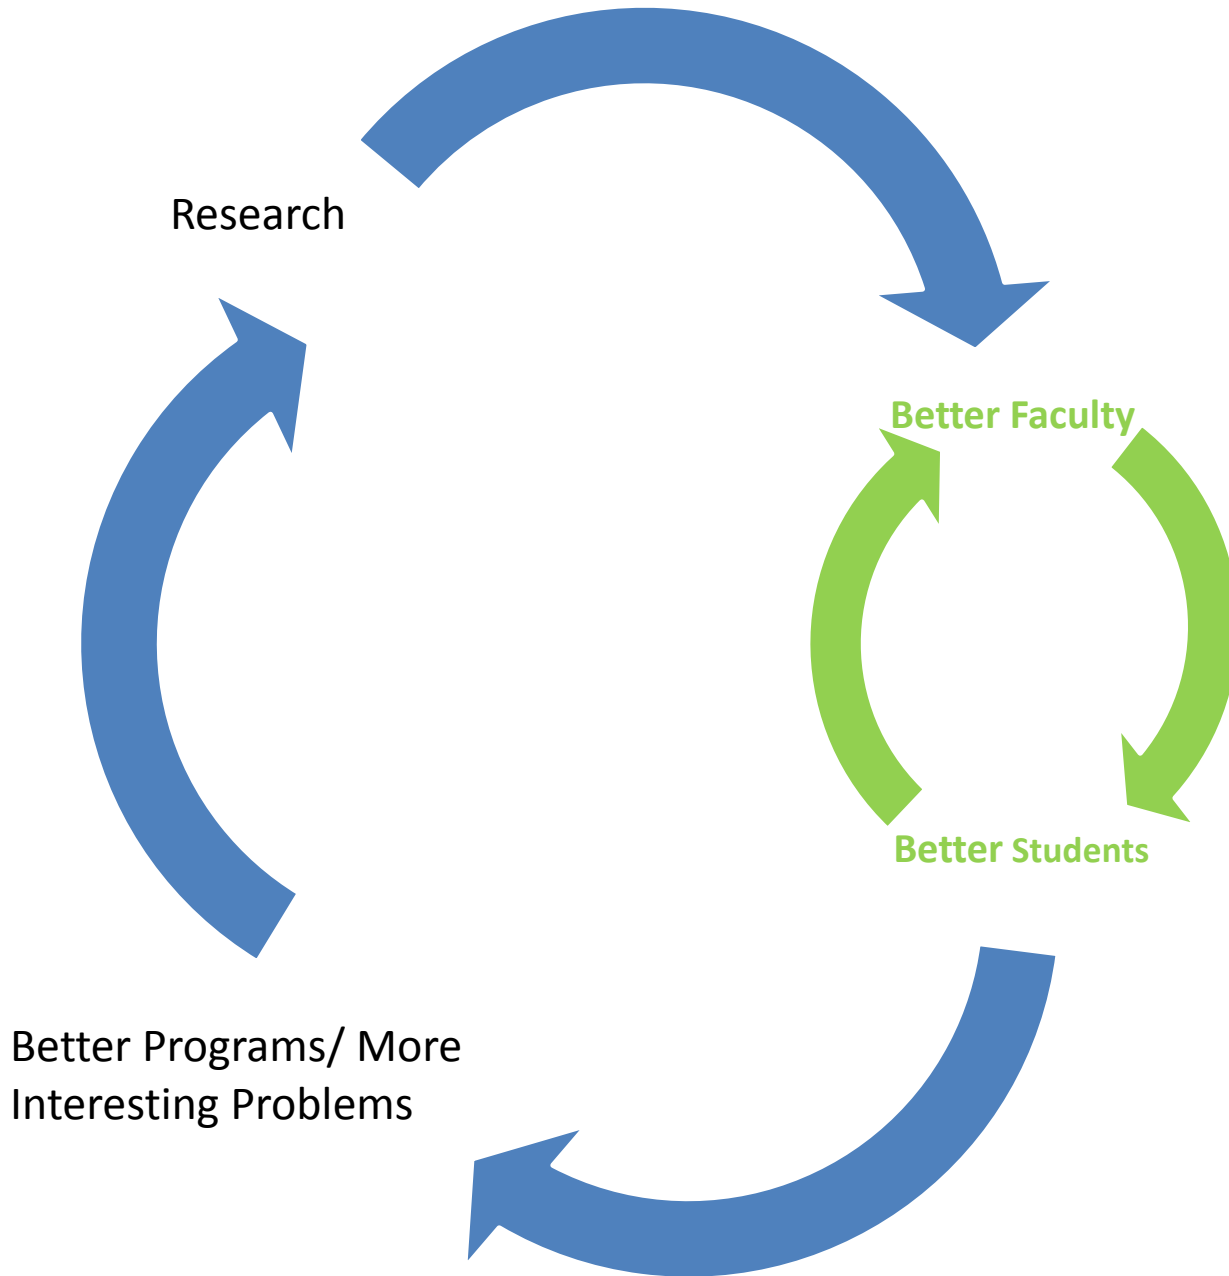 Research
Better Faculty
Better Students
Better Programs/ More
Interesting Problems